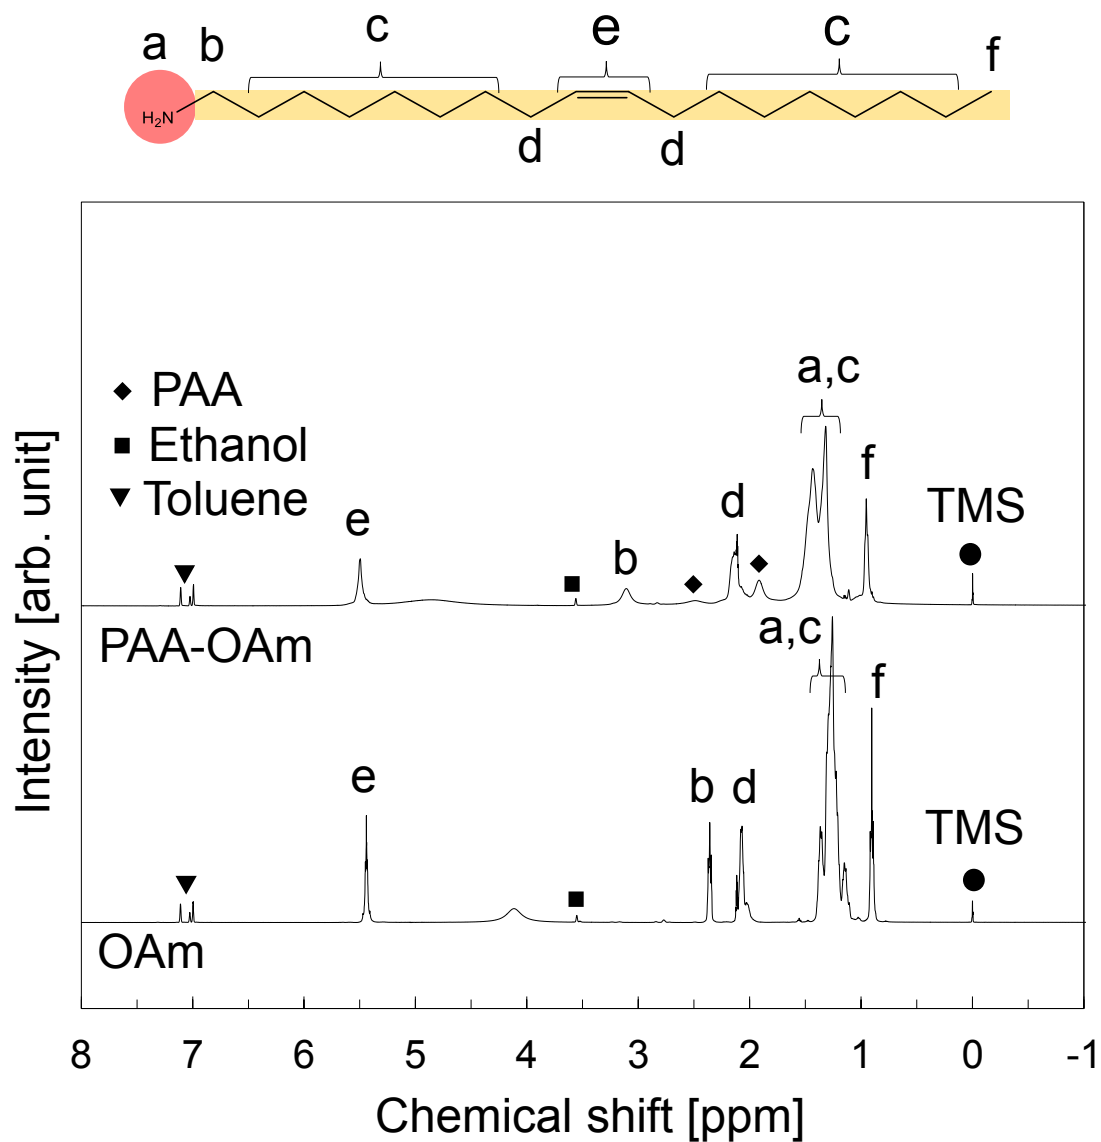 a b c e c f
H₂N
d d
a,c
◆ PAA
■ Ethanol
▼ Toluene
f
e d TMS
b
PAA-OAm
a,c
f
e b d
TMS
OAm
8 7 6 5 4 3 2 1 0 -1
Chemical shift [ppm]
Intensity [arb. unit]